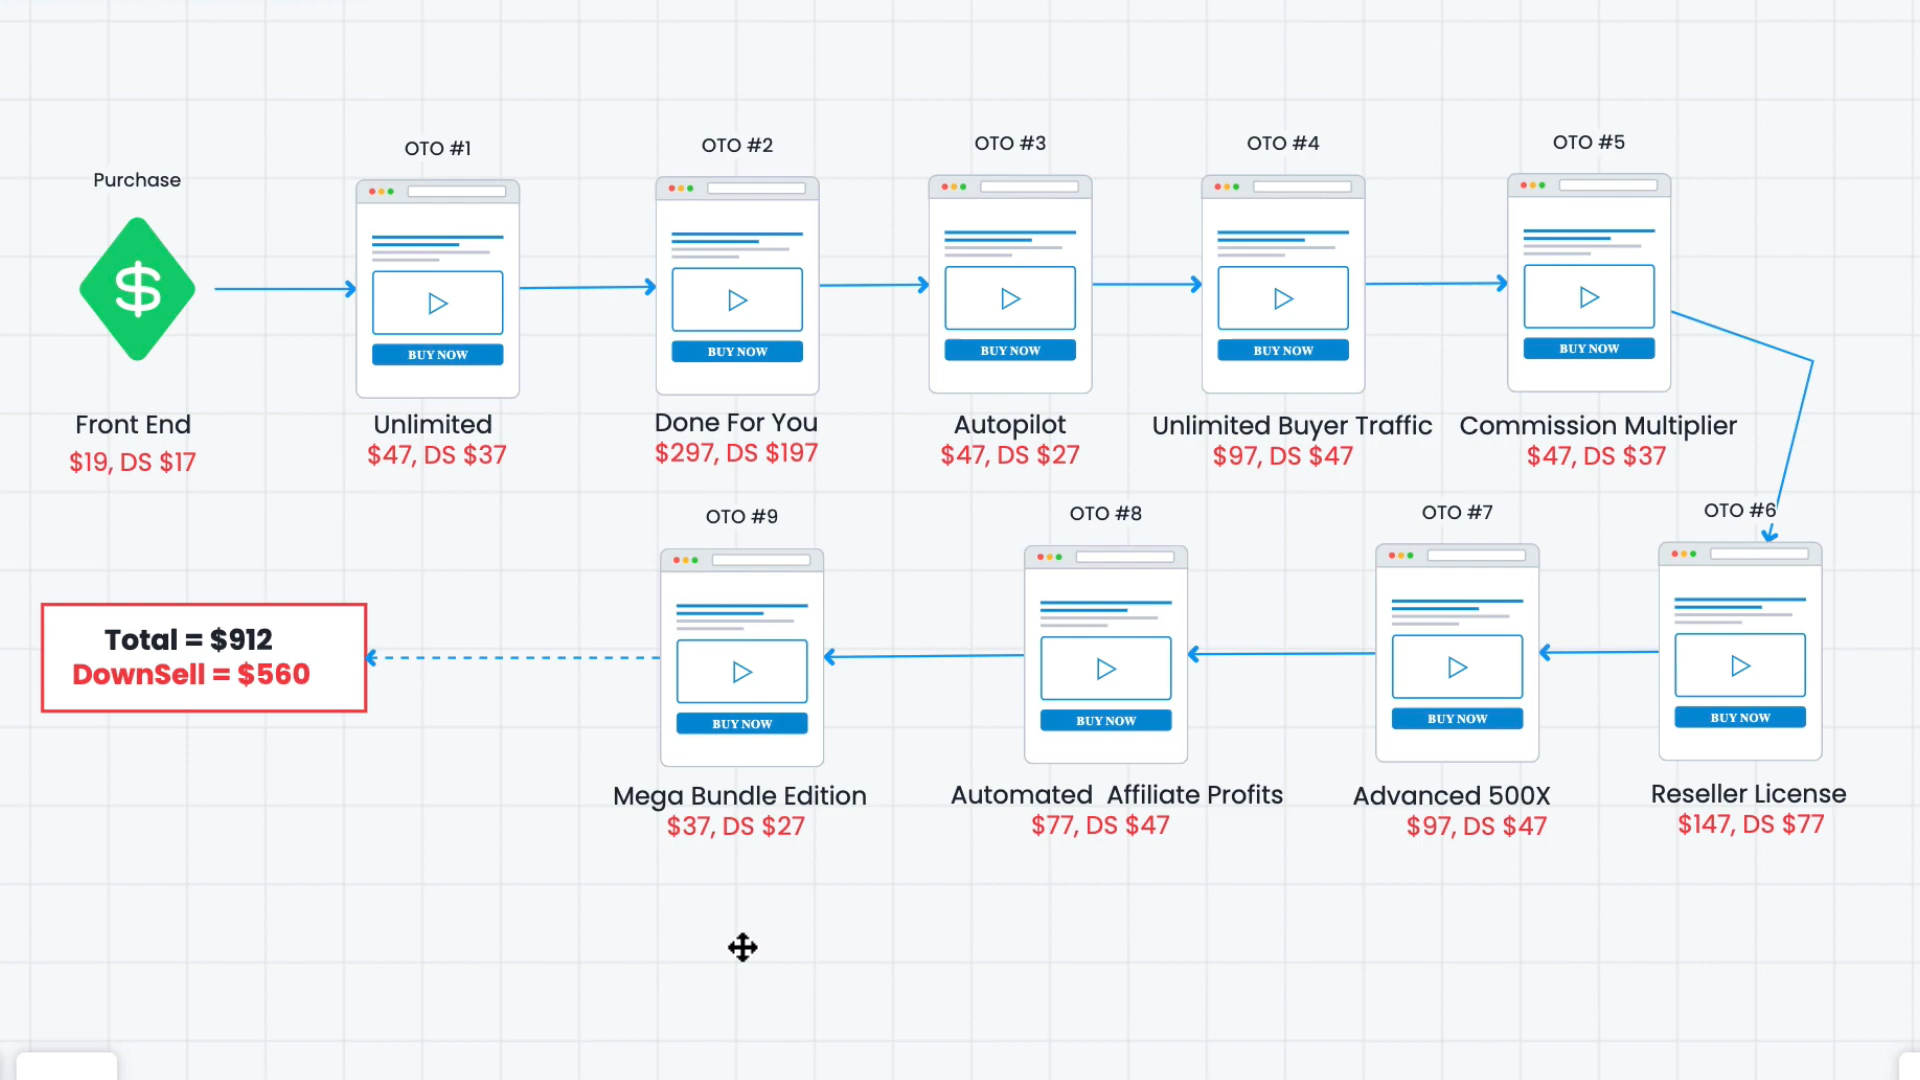 Purchase
Front End
$19, DS $17
OTO #1
BUY NOW
Unlimited
$47, DS $37
OTO #2
BUY NOW
Done For You
$297, DS $197
OTO #3
BUY NOW
Autopilot
$47, DS $27
OTO #4
BUY NOW
Unlimited Buyer Traffic
$97, DS $47
OTO #5
BUY NOW
Commission Multiplier
$47, DS $37
OTO #6
BUY NOW
Reseller License
$147, DS $77
OTO #7
BUY NOW
Advanced 500X
$97, DS $47
OTO #8
BUY NOW
Automated  Affiliate Profits
$77, DS $47
OTO #9
BUY NOW
Mega Bundle Edition
$37, DS $27
Total = $912
DownSell = $560